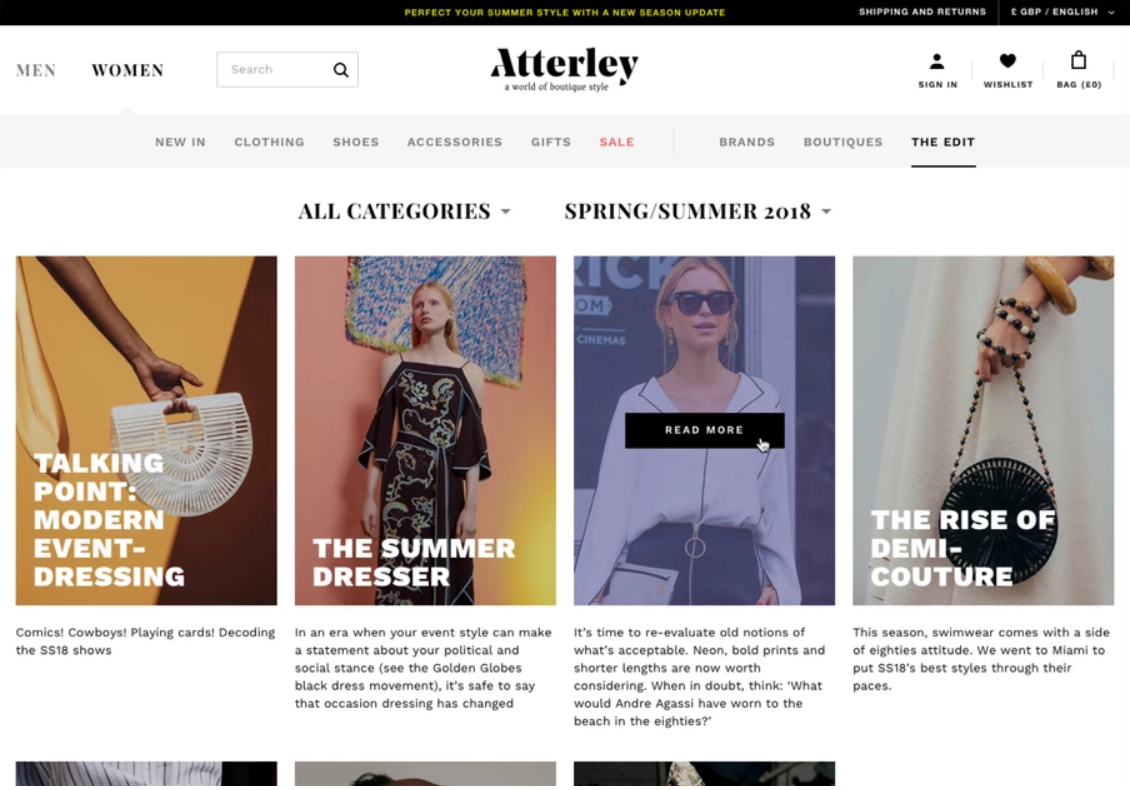 PERFECT YOUR SUMMER STYLE WITH A NEW SEASON UPDATE
SHIPPING AND RETURNS
£ GBP / ENGLISH
MEN
WOMEN
Search
Atterley
a world of boutique style
SIGN IN
WISHLIST
BAG (£0)
NEW IN
CLOTHING
SHOES
ACCESSORIES
GIFTS
SALE
BRANDS
BOUTIQUES
THE EDIT
ALL CATEGORIES
SPRING/SUMMER 2018
TALKING
POINT:
MODERN
EVENT-
DRESSING
Comics! Cowboys! Playing cards! Decoding
the SS18 shows
THE SUMMER
DRESSER
In an era when your event style can make
a statement about your political and
social stance (see the Golden Globes
black dress movement), it's safe to say
that occasion dressing has changed
RICK
OM
CINEMAS
READ MORE
It's time to re-evaluate old notions of
what's acceptable. Neon, bold prints and
shorter lengths are now worth
considering. When in doubt, think: 'What
would Andre Agassi have worn to the
beach in the eighties?'
THE RISE OF
DEMI-
COUTURE
This season, swimwear comes with a side
of eighties attitude. We went to Miami to
put SS18's best styles through their
paces.